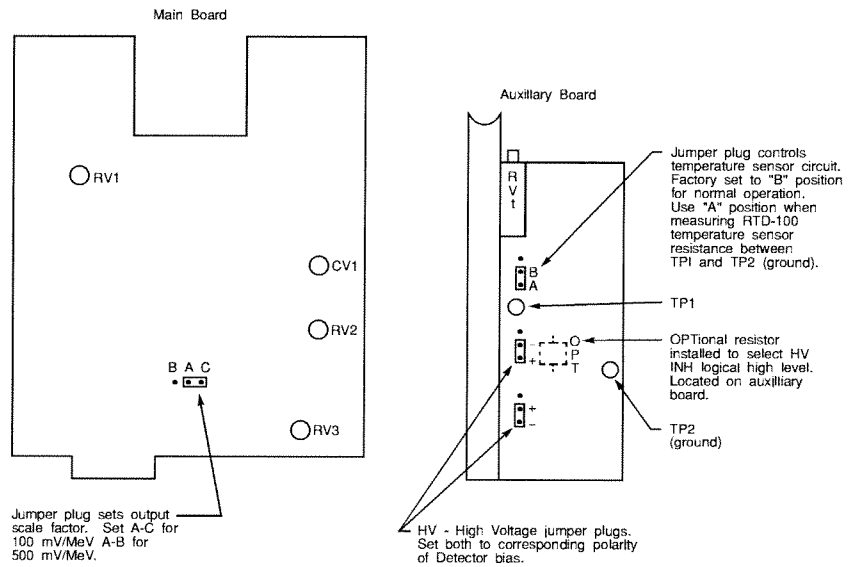 Main Board
RV1
CV1
RV2
B A C
RV3
Jumper plug sets output
scale factor. Set A-C for
100 mV/MeV A-B for
500 mV/MeV.
Auxiliary Board
R
V
t
B
A
-
+
O
P
T
+
-
Jumper plug controls
temperature sensor circuit.
Factory set to "B" position
for normal operation.
Use "A" position when
measuring RTD-100
temperature sensor
resistance between
TP1 and TP2 (ground).
TP1
OPTional resistor
installed to select HV
INH logical high level.
Located on auxilliary
board.
TP2
(ground)
HV - High Voltage jumper plugs.
Set both to corresponding polarity
of Detector bias.